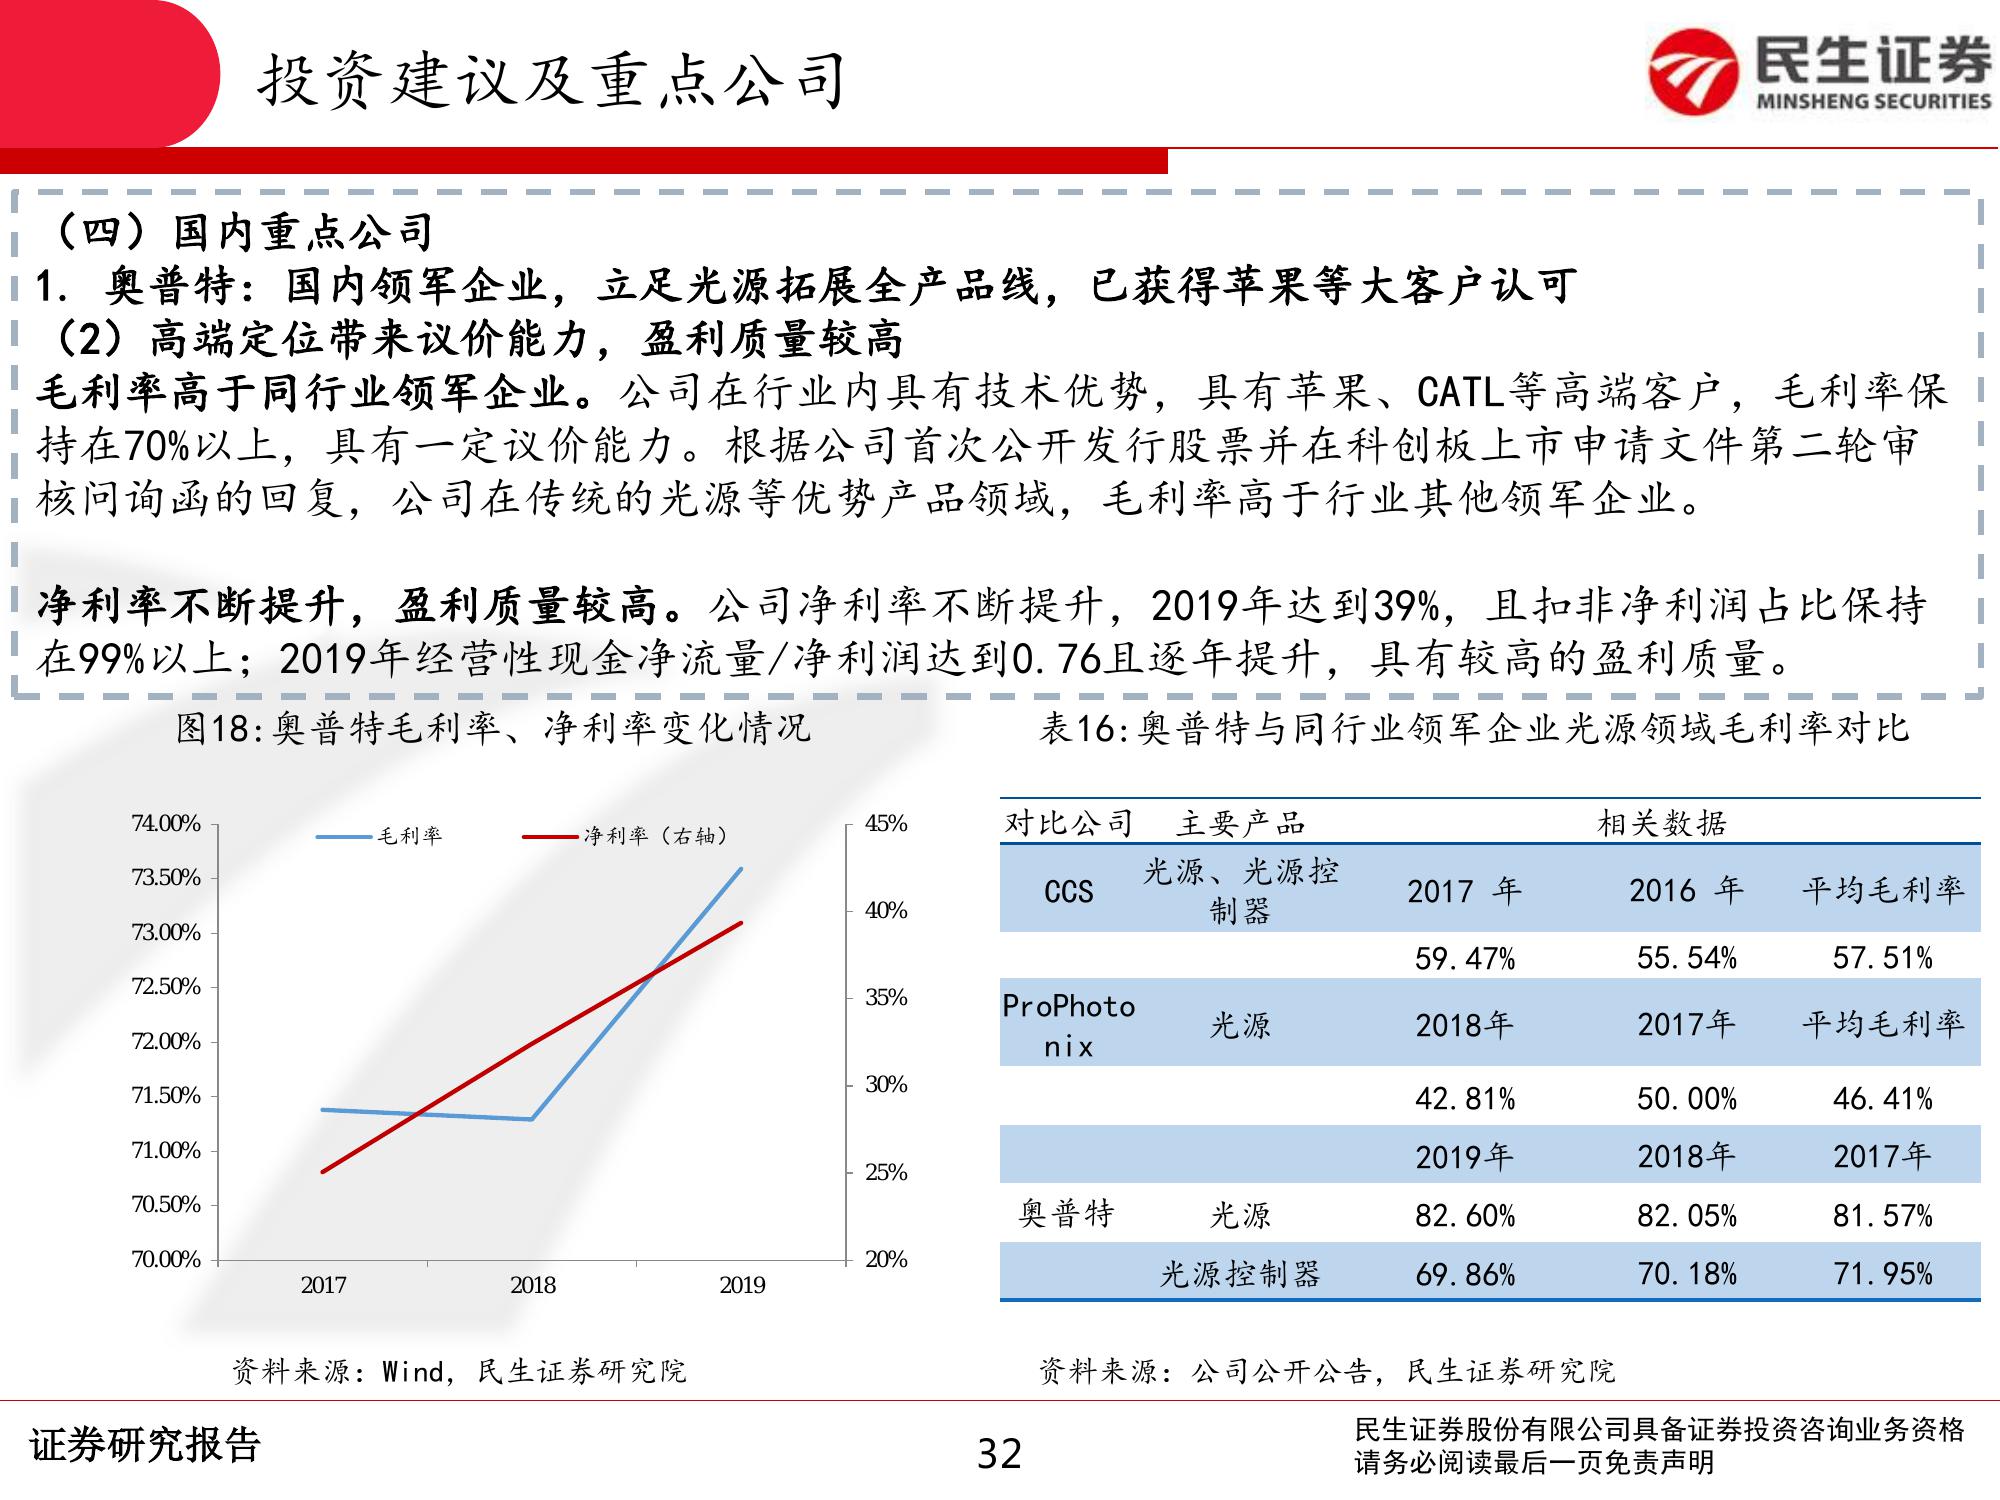 投资建议及重点公司
民生证券
MINSHENG SECURITIES
（四）国内重点公司
1. 奥普特：国内领军企业，立足光源拓展全产品线，已获得苹果等大客户认可
（2）高端定位带来议价能力，盈利质量较高
毛利率高于同行业领军企业。公司在行业内具有技术优势，具有苹果、CATL等高端客户，毛利率保
持在70%以上，具有一定议价能力。根据公司首次公开发行股票并在科创板上市申请文件第二轮审
核问询函的回复，公司在传统的光源等优势产品领域，毛利率高于行业其他领军企业。
净利率不断提升，盈利质量较高。公司净利率不断提升，2019年达到39%，且扣非净利润占比保持
在99%以上；2019年经营性现金净流量/净利润达到0.76且逐年提升，具有较高的盈利质量。
图18：奥普特毛利率、净利率变化情况
毛利率 净利率（右轴）
74.00%
73.50%
73.00%
72.50%
72.00%
71.50%
71.00%
70.50%
70.00%
45%
40%
35%
30%
25%
20%
2017 2018 2019
资料来源：Wind，民生证券研究院
表16：奥普特与同行业领军企业光源领域毛利率对比
对比公司 主要产品 相关数据
光源、光源控
CCS 2017 年 2016 年 平均毛利率
制器
59.47% 55.54% 57.51%
ProPhoto
光源 2018年 2017年 平均毛利率
nix
42.81% 50.00% 46.41%
2019年 2018年 2017年
奥普特 光源 82.60% 82.05% 81.57%
光源控制器 69.86% 70.18% 71.95%
资料来源：公司公开公告，民生证券研究院
证券研究报告
32
民生证券股份有限公司具备证券投资咨询业务资格
请务必阅读最后一页免责声明